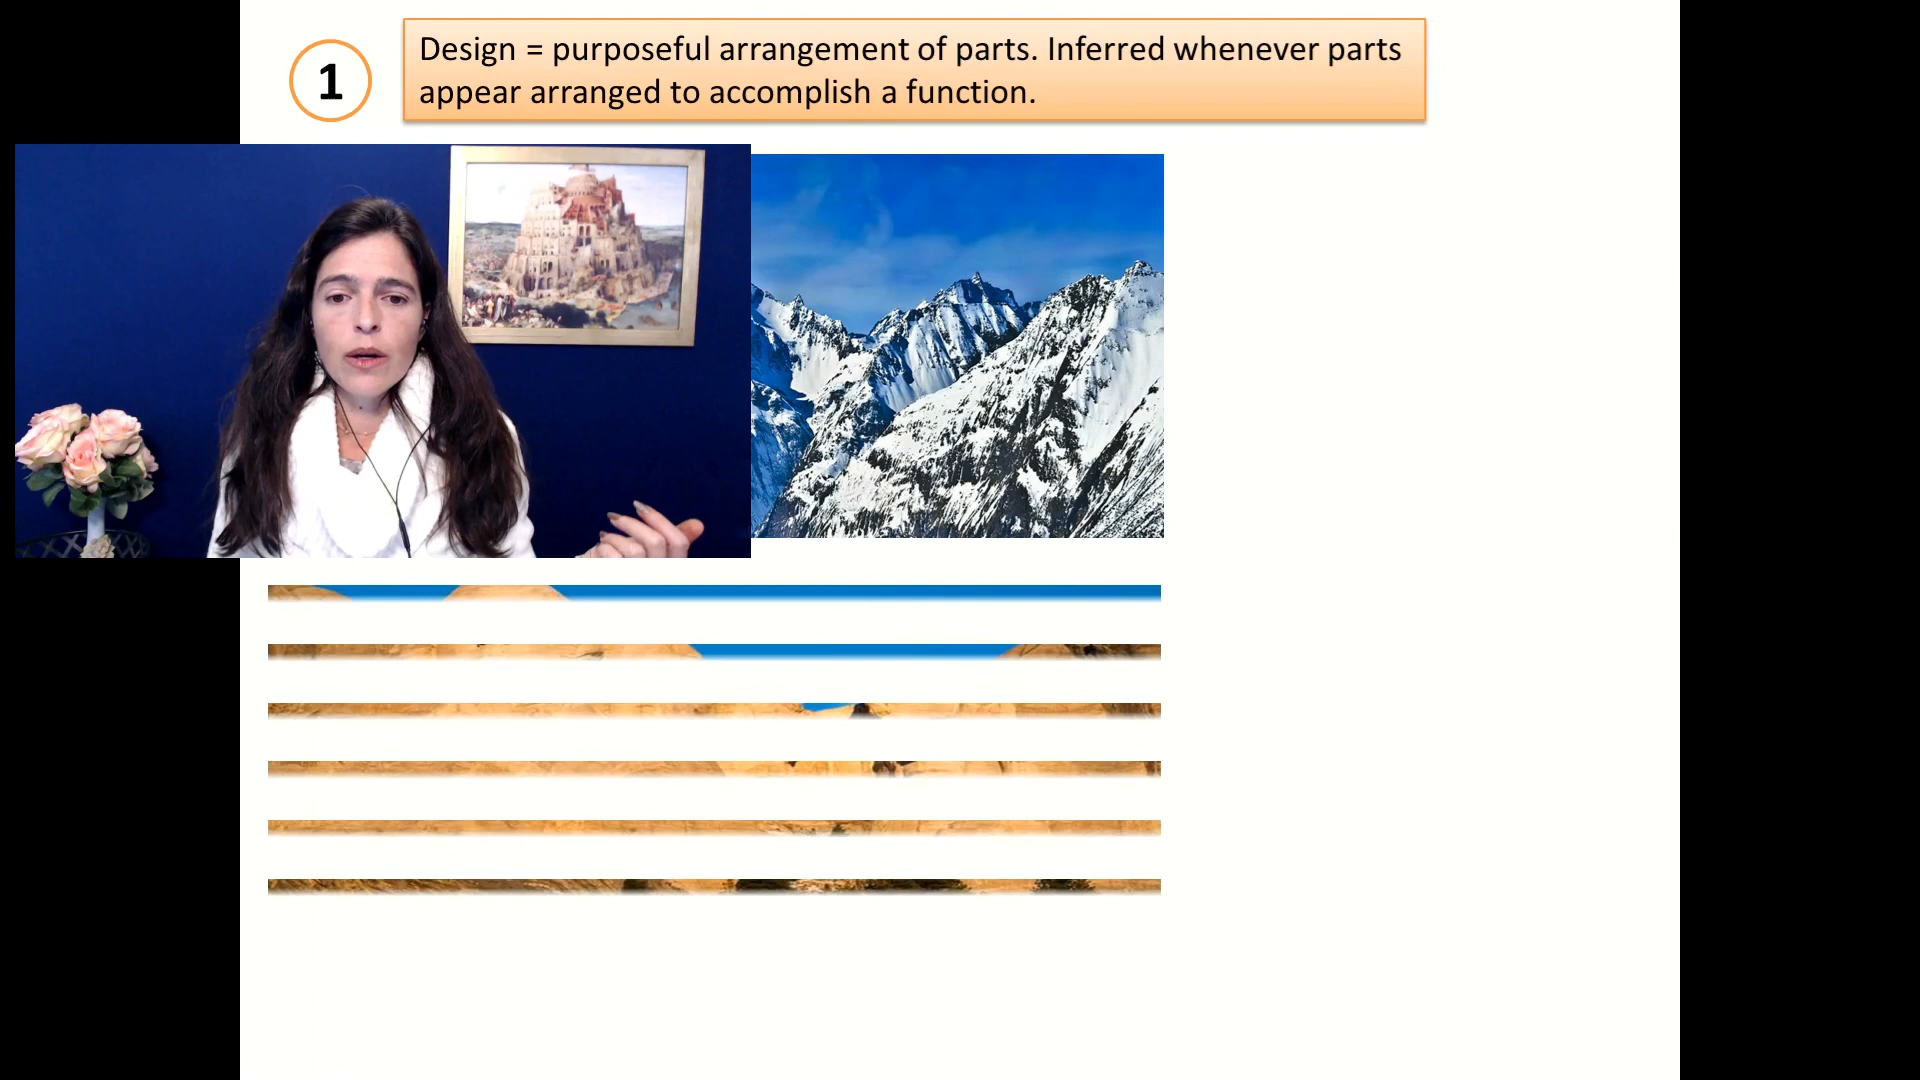 1
Design = purposeful arrangement of parts. Inferred whenever parts
appear arranged to accomplish a function.